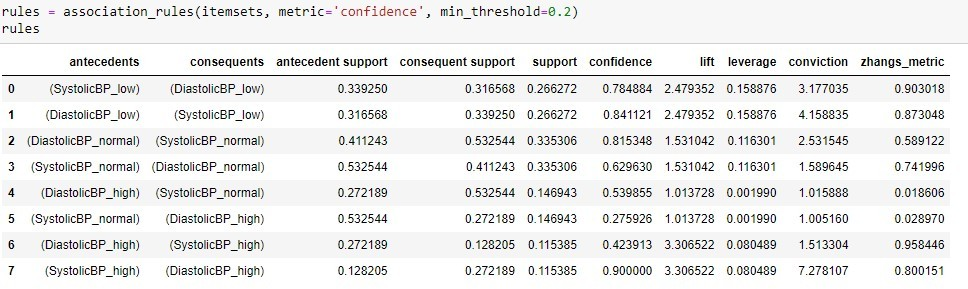 rules = association_rules(itemsets, metric='confidence', min_threshold=0.2)
rules
antecedents consequents antecedent support consequent support support confidence lift leverage conviction zhangs_metric
0 (SystolicBP_low) (DiastolicBP_low) 0.339250 0.316568 0.266272 0.784884 2.479352 0.158876 3.177035 0.903018
1 (DiastolicBP_low) (SystolicBP_low) 0.316568 0.339250 0.266272 0.841121 2.479352 0.158876 4.158835 0.873048
2 (DiastolicBP_normal) (SystolicBP_normal) 0.411243 0.532544 0.335306 0.815348 1.531042 0.116301 2.531545 0.589122
3 (SystolicBP_normal) (DiastolicBP_normal) 0.532544 0.411243 0.335306 0.629630 1.531042 0.116301 1.589645 0.741996
4 (DiastolicBP_high) (SystolicBP_normal) 0.272189 0.532544 0.146943 0.539855 1.013728 0.001990 1.015888 0.018606
5 (SystolicBP_normal) (DiastolicBP_high) 0.532544 0.272189 0.146943 0.275926 1.013728 0.001990 1.005160 0.028970
6 (DiastolicBP_high) (SystolicBP_high) 0.272189 0.128205 0.115385 0.423913 3.306522 0.080489 1.513304 0.958446
7 (SystolicBP_high) (DiastolicBP_high) 0.128205 0.272189 0.115385 0.900000 3.306522 0.080489 7.278107 0.800151